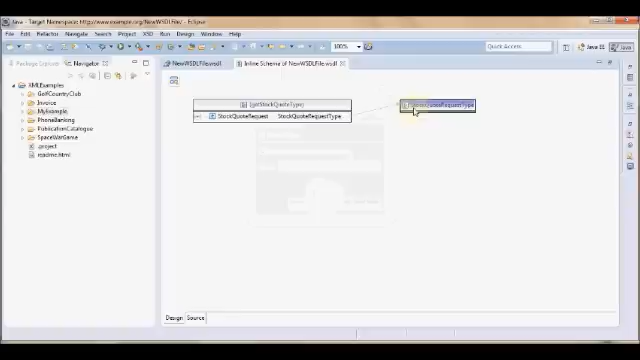 Java - Target Namespace: http://www.example.org/NewWSDLFile/ - Eclipse
File Edit Refactor Navigate Search Project XSD Run Design Window Help
100% Quick Access Java EE Java
Package Explorer Navigator
NewWSDLFile.wsdl Inline Schema of NewWSDLFile.wsdl
XMLExamples
GolfCountryClub
Invoice
MyExample
PhoneBanking
PublicationCatalogue
SpaceWarGame
.project
readme.html
(getStockQuoteType)
StockQuoteRequest StockQuoteRequestType
StockQuoteRequestType
Design Source